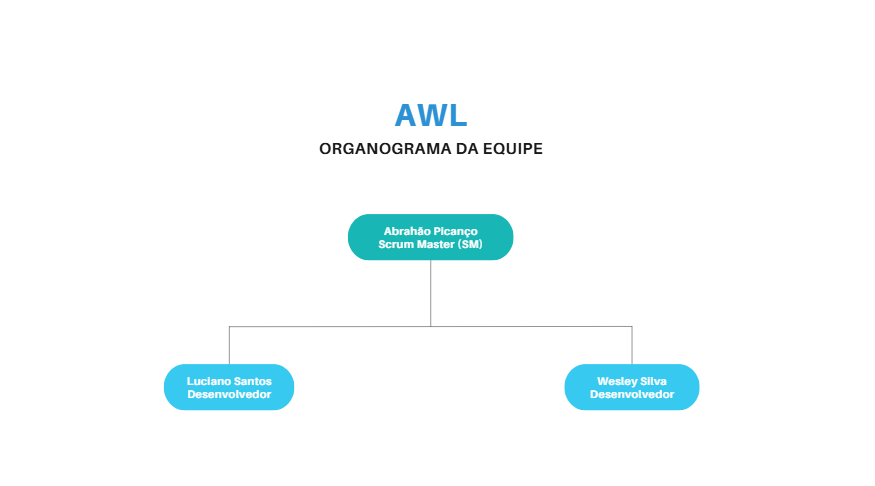 AWL
ORGANOGRAMA DA EQUIPE
Abrahão Picanço
Scrum Master (SM)
Luciano Santos
Desenvolvedor
Wesley Silva
Desenvolvedor